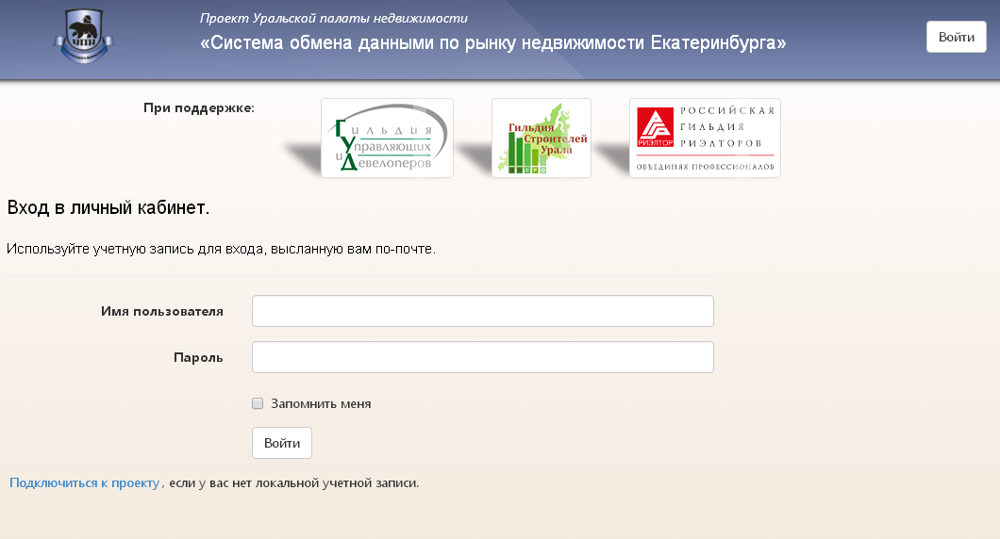 Проект Уральской палаты недвижимости
«Система обмена данными по рынку недвижимости Екатеринбурга»
Войти
УПН
При поддержке:
Гильдия
Управляющих
и Девелоперов
Гильдия
Строителей
Урала
РИЭЛТОР
РОССИЙСКАЯ
ГИЛЬДИЯ
РИЭЛТОРОВ
ОБЪЕДИНЯЯ ПРОФЕССИОНАЛОВ
Вход в личный кабинет.
Используйте учетную запись для входа, высланную вам по-почте.
Имя пользователя
Пароль
Запомнить меня
Войти
Подключиться к проекту, если у вас нет локальной учетной записи.